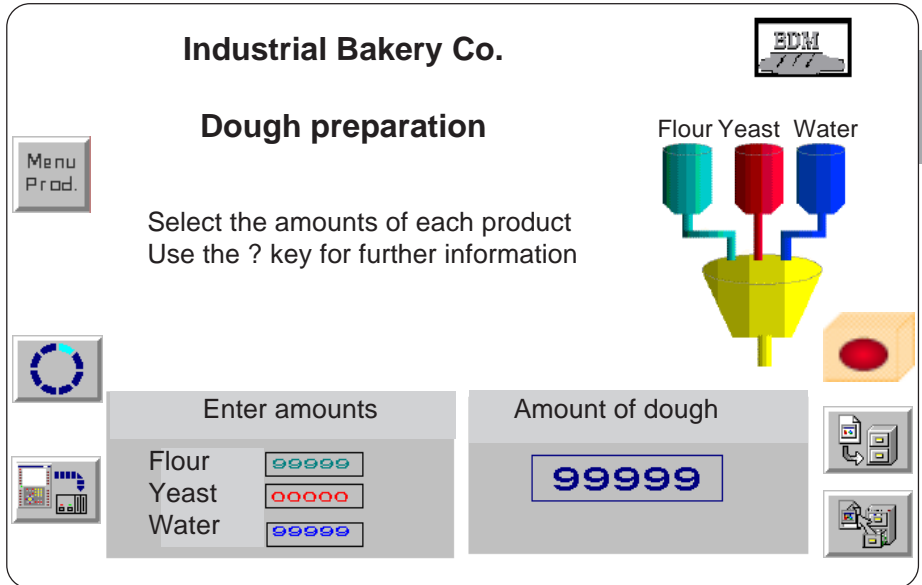 Industrial Bakery Co.
BDM
Dough preparation
Flour Yeast Water
Menu
Prod.
Select the amounts of each product
Use the ? key for further information
Enter amounts
Amount of dough
Flour 99999
Yeast 00000
Water 99999
99999